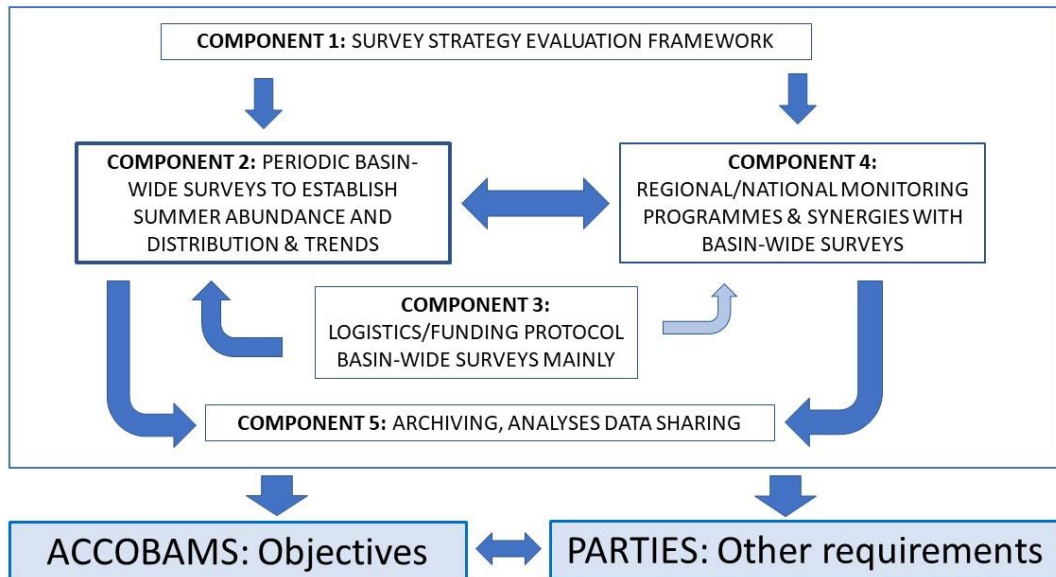 COMPONENT 1: SURVEY STRATEGY EVALUATION FRAMEWORK
COMPONENT 2: PERIODIC BASIN-
WIDE SURVEYS TO ESTABLISH
SUMMER ABUNDANCE AND
DISTRIBUTION & TRENDS
COMPONENT 4:
REGIONAL/NATIONAL MONITORING
PROGRAMMES & SYNERGIES WITH
BASIN-WIDE SURVEYS
COMPONENT 3:
LOGISTICS/FUNDING PROTOCOL
BASIN-WIDE SURVEYS MAINLY
COMPONENT 5: ARCHIVING, ANALYSES DATA SHARING
ACCOBAMS: Objectives
PARTIES: Other requirements